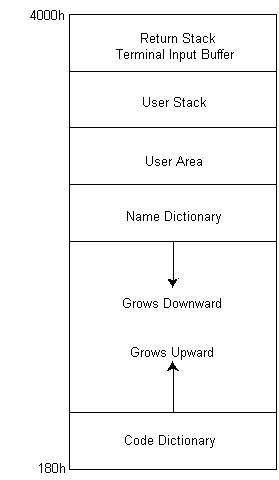 4000h
Return Stack
Terminal Input Buffer
User Stack
User Area
Name Dictionary
Grows Downward
Grows Upward
Code Dictionary
180h